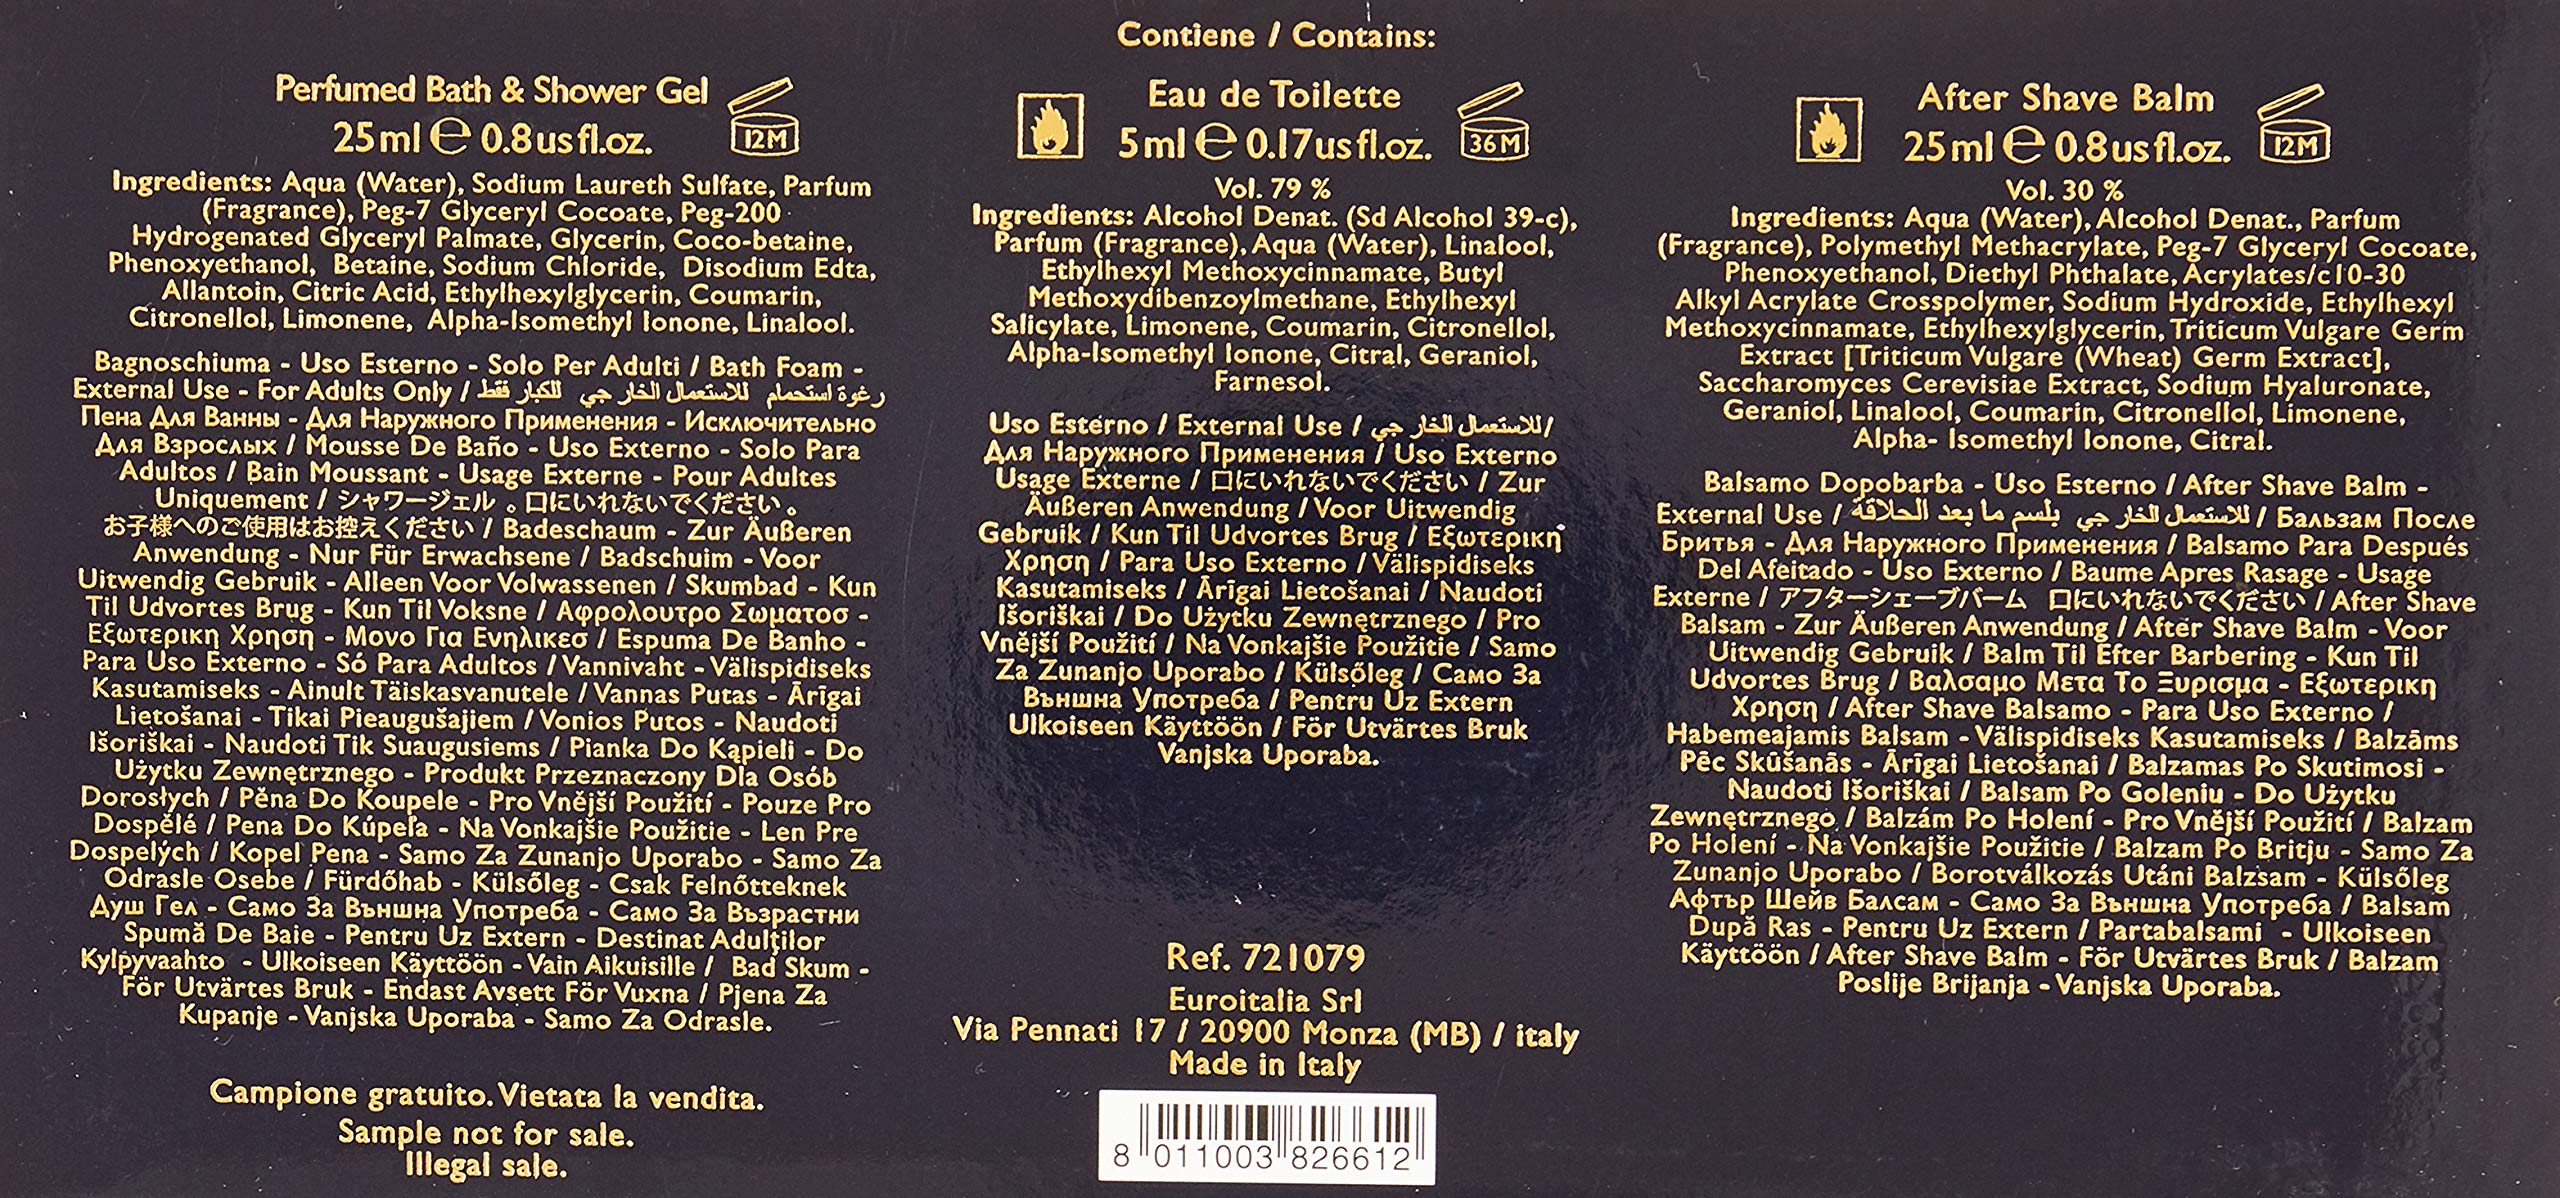 Contiene / Contains:
Perfumed Bath & Shower Gel
25 ml ℮ 0.8 us fl.oz.
12M
Ingredients: Aqua (Water), Sodium Laureth Sulfate, Parfum
(Fragrance), Peg-7 Glyceryl Cocoate, Peg-200
Hydrogenated Glyceryl Palmate, Glycerin, Coco-betaine,
Phenoxyethanol, Betaine, Sodium Chloride, Disodium Edta,
Allantoin, Citric Acid, Ethylhexylglycerin, Coumarin,
Citronellol, Limonene, Alpha-Isomethyl Ionone, Linalool.
Bagnoschiuma - Uso Esterno - Solo Per Adulti / Bath Foam -
External Use - For Adults Only / رغوة استحمام للاستعمال الخار جي للكبار فقط
Пена Для Ванны - Для Наружного Применения - Исключительно
Для Взрослых / Mousse De Baño - Uso Externo - Solo Para
Adultos / Bain Moussant - Usage Externe - Pour Adultes
Uniquement / シャワージェル 。口にいれないでください。
お子様へのご使用はお控えください / Badeschaum - Zur Äußeren
Anwendung - Nur Für Erwachsene / Badschuim - Voor
Uitwendig Gebruik - Alleen Voor Volwassenen / Skumbad - Kun
Til Udvortes Brug - Kun Til Voksne / Αφρολουτρο Σωματοσ -
Εξωτερικη Χρηση - Μονο Για Ενηλικεσ / Espuma De Banho -
Para Uso Externo - Só Para Adultos / Vannivaht - Välispidiseks
Kasutamiseks - Ainult Täiskasvanutele / Vannas Putas - Ārīgai
Lietošanai - Tikai Pieaugušajiem / Vonios Putos - Naudoti
Išoriškai - Naudoti Tik Suaugusiems / Pianka Do Kąpieli - Do
Użytku Zewnętrznego - Produkt Przeznaczony Dla Osób
Dorosłych / Pěna Do Koupele - Pro Vnější Použití - Pouze Pro
Dospělé / Pena Do Kúpeľa - Na Vonkajšie Použitie - Len Pre
Dospelých / Kopel Pena - Samo Za Zunanjo Uporabo - Samo Za
Odrasle Osebe / Fürdőhab - Külsőleg - Csak Felnőtteknek
Душ Гел - Само За Външна Употреба - Само За Възрастни
Spumă De Baie - Pentru Uz Extern - Destinat Adulţilor
Kylpyvaahto - Ulkoiseen Käyttöön - Vain Aikuisille / Bad Skum -
För Utvärtes Bruk - Endast Avsett För Vuxna / Pjena Za
Kupanje - Vanjska Uporaba - Samo Za Odrasle.
Campione gratuito. Vietata la vendita.
Sample not for sale.
Illegal sale.
Eau de Toilette
5 ml ℮ 0.17 us fl.oz.
36M
Vol. 79 %
Ingredients: Alcohol Denat. (Sd Alcohol 39-c),
Parfum (Fragrance), Aqua (Water), Linalool,
Ethylhexyl Methoxycinnamate, Butyl
Methoxydibenzoylmethane, Ethylhexyl
Salicylate, Limonene, Coumarin, Citronellol,
Alpha-Isomethyl Ionone, Citral, Geraniol,
Farnesol.
Uso Esterno / External Use / للاستعمال الخار جي/
Для Наружного Применения / Uso Externo
Usage Externe / 口にいれないでください / Zur
Äußeren Anwendung / Voor Uitwendig
Gebruik / Kun Til Udvortes Brug / Εξωτερική
Χρηση / Para Uso Externo / Välispidiseks
Kasutamiseks / Ārīgai Lietošanai / Naudoti
Išoriškai / Do Użytku Zewnętrznego / Pro
Vnější Použití / Na Vonkajšie Použitie / Samo
Za Zunanjo Uporabo / Külsőleg / Само За
Външна Употреба / Pentru Uz Extern
Ulkoiseen Käyttöön / För Utvärtes Bruk
Vanjska Uporaba.
Ref. 721079
Euroitalia Srl
Via Pennati 17 / 20900 Monza (MB) / italy
Made in Italy
8 011003 826612
After Shave Balm
25 ml ℮ 0.8 us fl.oz.
12M
Vol. 30 %
Ingredients: Aqua (Water), Alcohol Denat., Parfum
(Fragrance), Polymethyl Methacrylate, Peg-7 Glyceryl Cocoate,
Phenoxyethanol, Diethyl Phthalate, Acrylates/c10-30
Alkyl Acrylate Crosspolymer, Sodium Hydroxide, Ethylhexyl
Methoxycinnamate, Ethylhexylglycerin, Triticum Vulgare Germ
Extract [Triticum Vulgare (Wheat) Germ Extract],
Saccharomyces Cerevisiae Extract, Sodium Hyaluronate,
Geraniol, Linalool, Coumarin, Citronellol, Limonene,
Alpha- Isomethyl Ionone, Citral.
Balsamo Dopobarba - Uso Esterno / After Shave Balm -
External Use / للاستعمال الخار جي بلسم ما بعد الحلاقة / Бальзам После
Бритья - Для Наружного Применения / Balsamo Para Después
Del Afeitado - Uso Externo / Baume Apres Rasage - Usage
Externe / アフターシェーブバーム 口にいれないでください / After Shave
Balsam - Zur Äußeren Anwendung / After Shave Balm - Voor
Uitwendig Gebruik / Balm Til Efter Barbering - Kun Til
Udvortes Brug / Βαλσαμο Μετα Το Ξυρισμα - Εξωτερικη
Χρηση / After Shave Balsamo - Para Uso Externo /
Habemeajamis Balsam - Välispidiseks Kasutamiseks / Balzāms
Pēc Skūšanās - Ārīgai Lietošanai / Balzamas Po Skutimosi -
Naudoti Išoriškai / Balsam Po Goleniu - Do Użytku
Zewnętrznego / Balzám Po Holení - Pro Vnější Použití / Balzam
Po Holení - Na Vonkajšie Použitie / Balzam Po Britju - Samo Za
Zunanjo Uporabo / Borotválkozás Utáni Balzsam - Külsőleg
Афтър Шейв Балсам - Само За Външна Употреба / Balsam
După Ras - Pentru Uz Extern / Partabalsami - Ulkoiseen
Käyttöön / After Shave Balm - För Utvärtes Bruk / Balzam
Poslije Brijanja - Vanjska Uporaba.